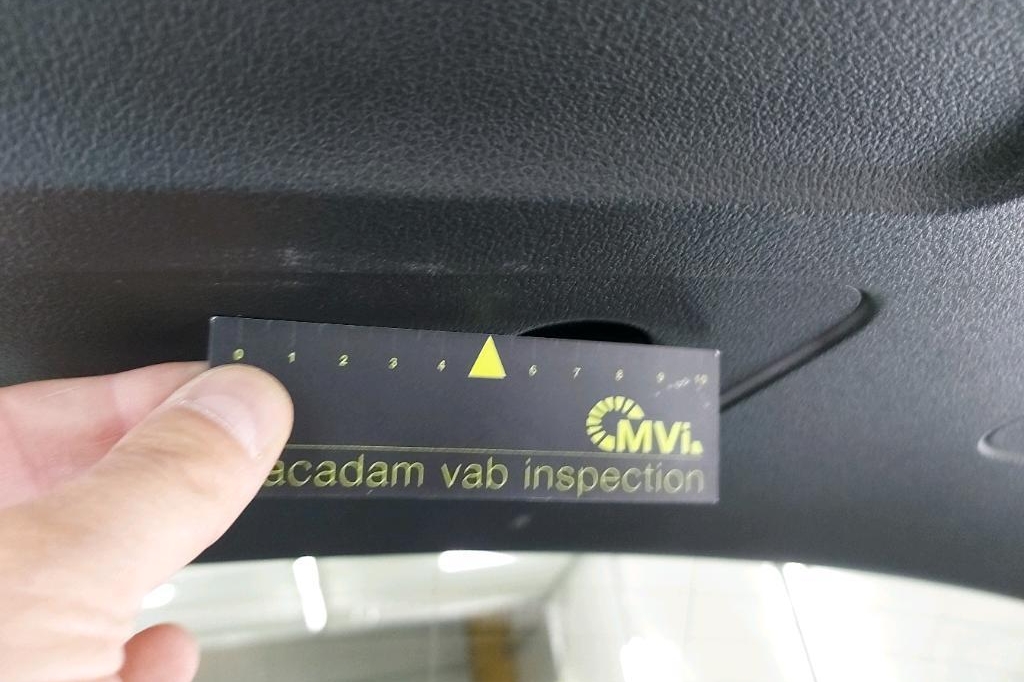 0 1 2 3 4 6 7 8 9 10
MVi.
acadam vab inspection